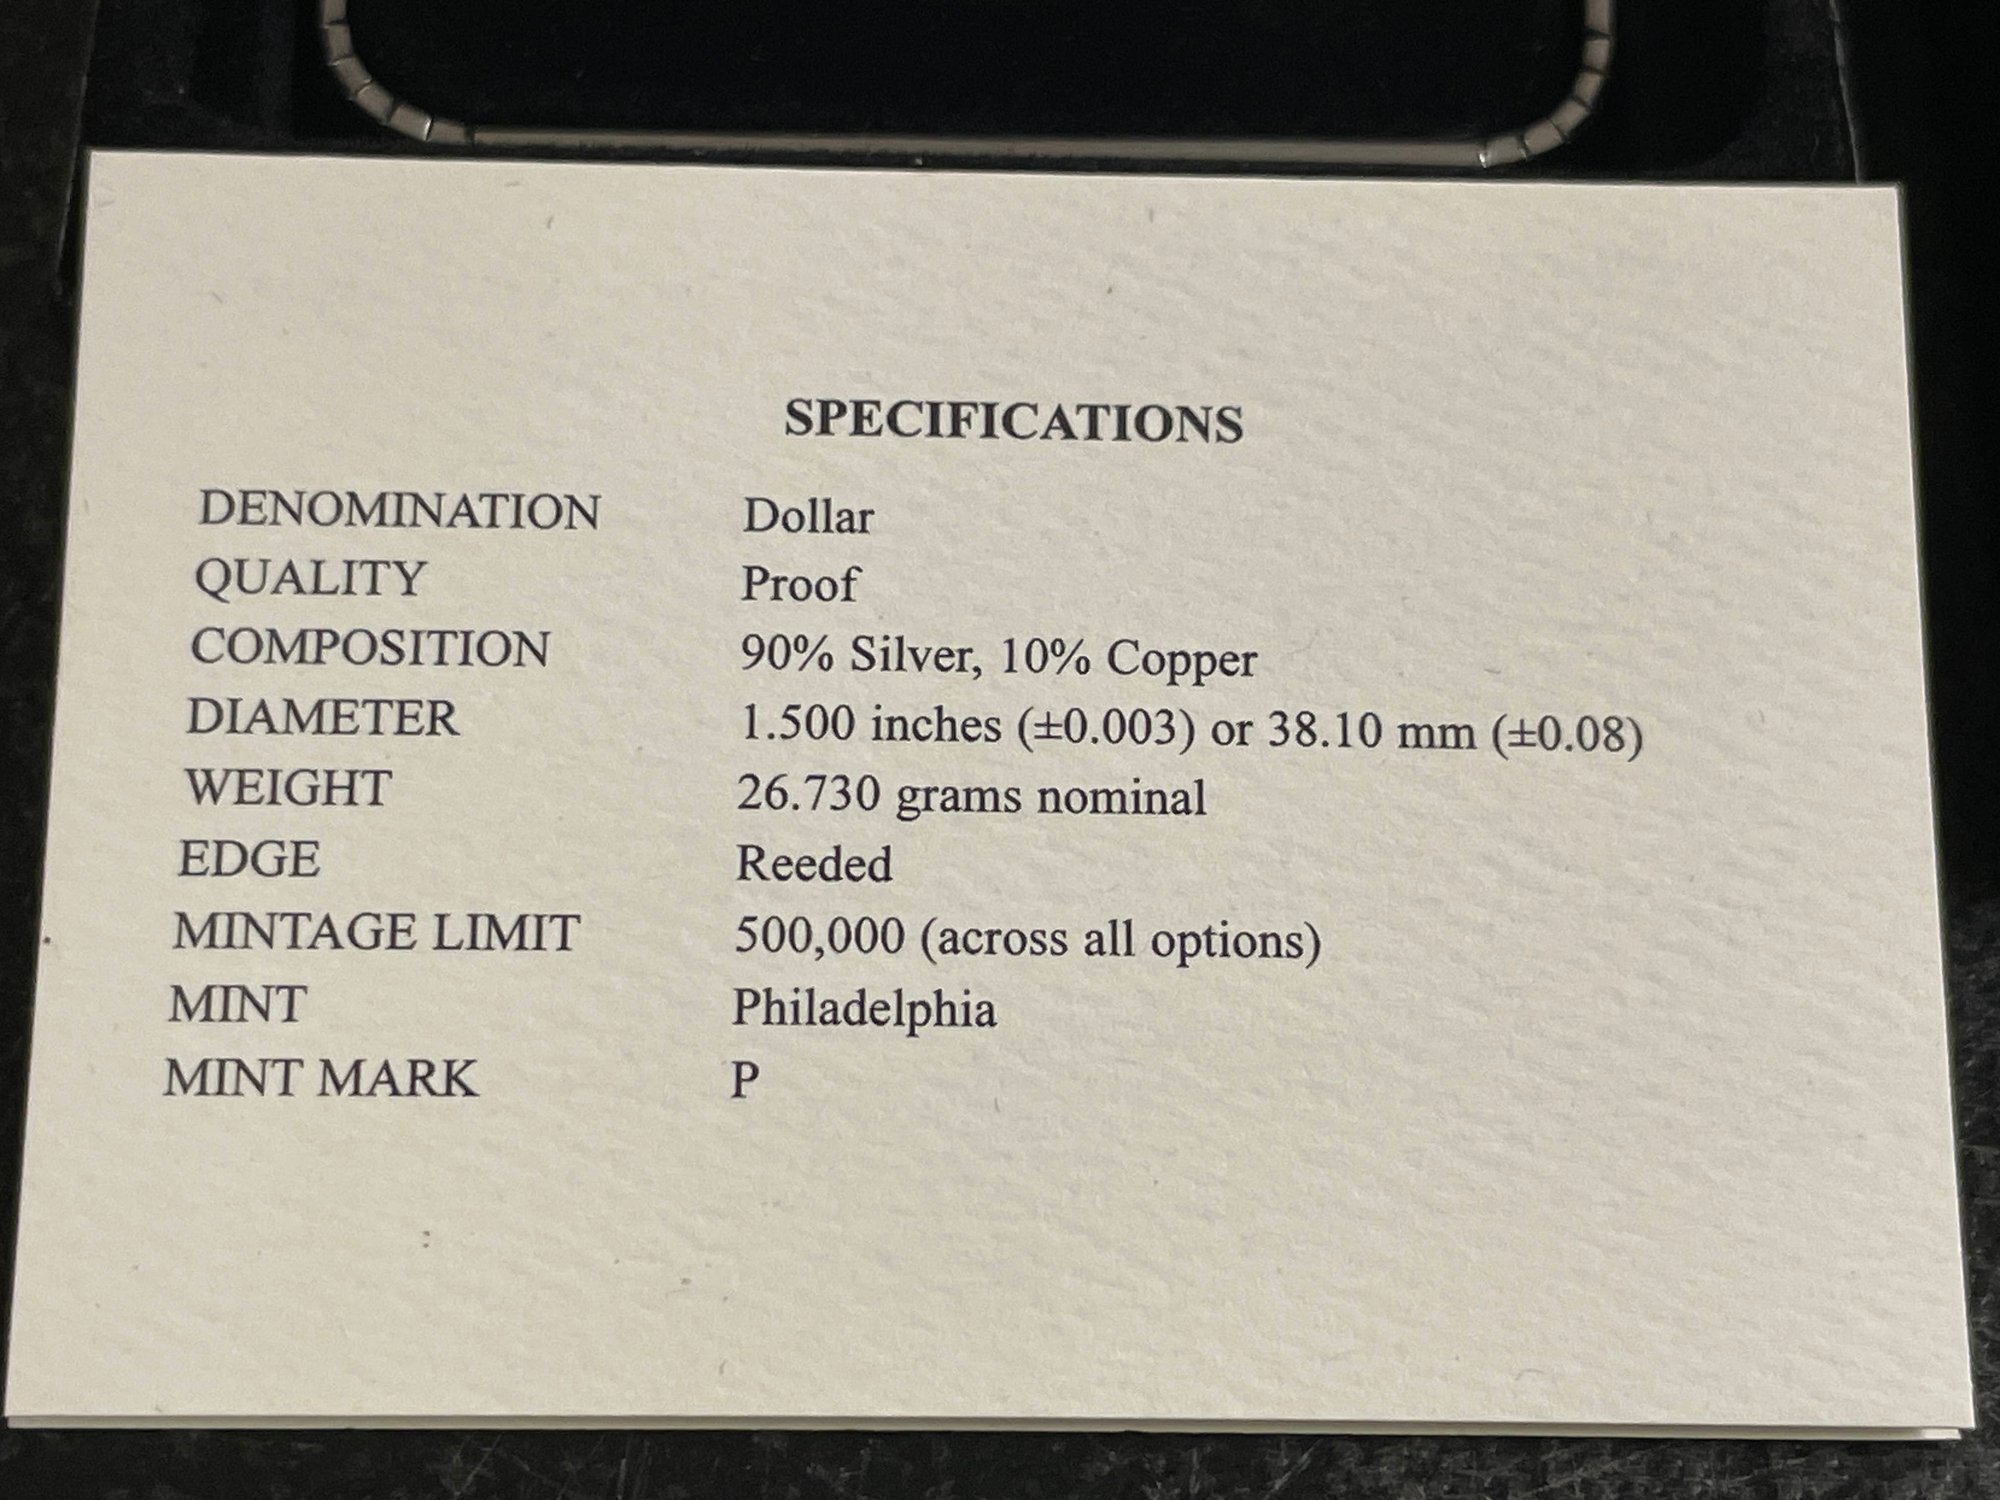 SPECIFICATIONS
DENOMINATION Dollar
QUALITY Proof
COMPOSITION 90% Silver, 10% Copper
DIAMETER 1.500 inches (±0.003) or 38.10 mm (±0.08)
WEIGHT 26.730 grams nominal
EDGE Reeded
MINTAGE LIMIT 500,000 (across all options)
MINT Philadelphia
MINT MARK P